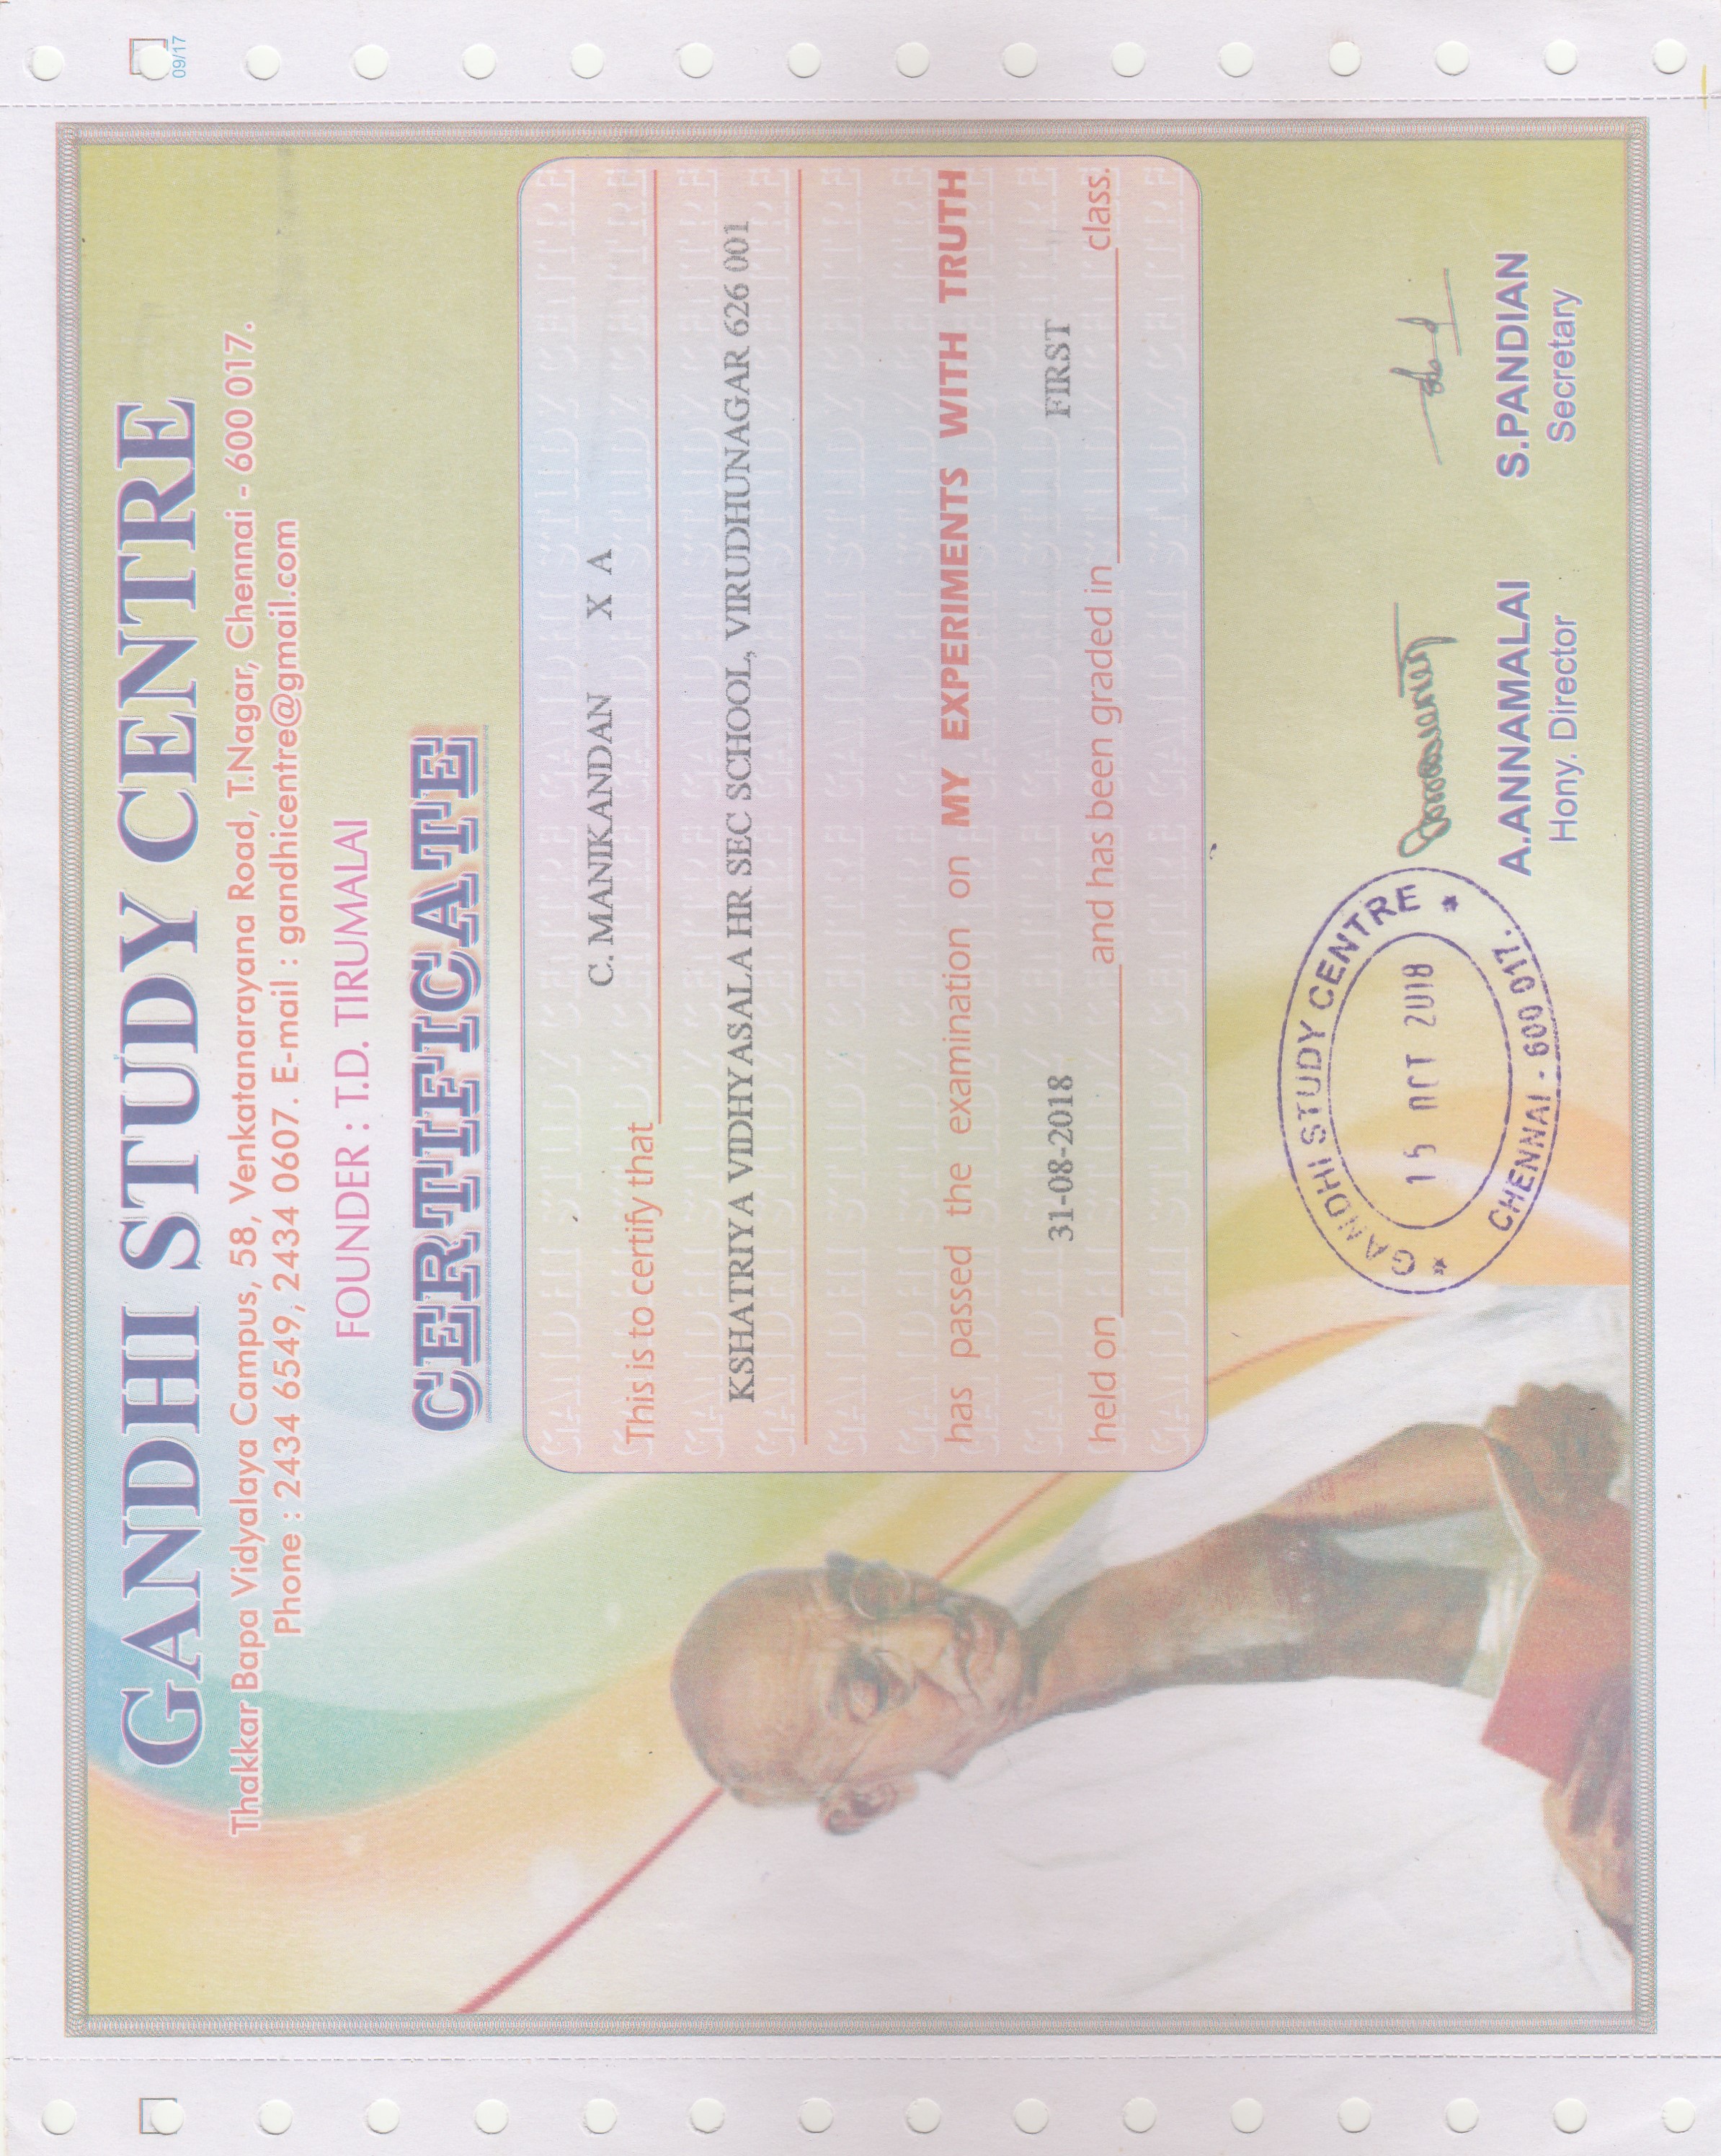 09/17
GANDHI STUDY CENTRE
Thakkar Bapa Vidyalaya Campus, 58, Venkatanarayana Road, T.Nagar, Chennai - 600 017.
Phone : 2434 6549, 2434 0607. E-mail : gandhicentre@gmail.com
FOUNDER : T.D. TIRUMALAI
CERTIFICATE
This is to certify that C. MANIKANDAN X A
KSHATRIYA VIDHYASALA HR SEC SCHOOL, VIRUDHUNAGAR 626 001
has passed the examination on MY EXPERIMENTS WITH TRUTH
held on 31-08-2018 and has been graded in FIRST class.
* GANDHI STUDY CENTRE *
15 OCT 2018
CHENNAI - 600 017.
A.ANNAMALAI S.PANDIAN
Hony. Director Secretary